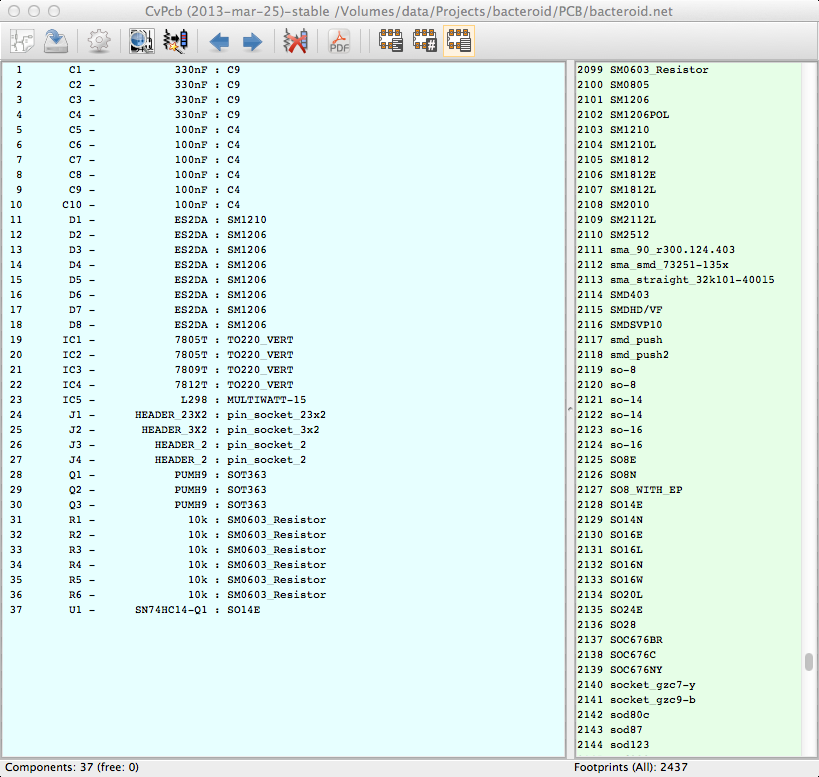 CvPcb (2013-mar-25)-stable /Volumes/data/Projects/bacteroid/PCB/bacteroid.net
PDF
1 C1 - 330nF : C9
2 C2 - 330nF : C9
3 C3 - 330nF : C9
4 C4 - 330nF : C9
5 C5 - 100nF : C4
6 C6 - 100nF : C4
7 C7 - 100nF : C4
8 C8 - 100nF : C4
9 C9 - 100nF : C4
10 C10 - 100nF : C4
11 D1 - ES2DA : SM1210
12 D2 - ES2DA : SM1206
13 D3 - ES2DA : SM1206
14 D4 - ES2DA : SM1206
15 D5 - ES2DA : SM1206
16 D6 - ES2DA : SM1206
17 D7 - ES2DA : SM1206
18 D8 - ES2DA : SM1206
19 IC1 - 7805T : TO220_VERT
20 IC2 - 7805T : TO220_VERT
21 IC3 - 7809T : TO220_VERT
22 IC4 - 7812T : TO220_VERT
23 IC5 - L298 : MULTIWATT-15
24 J1 - HEADER_23X2 : pin_socket_23x2
25 J2 - HEADER_3X2 : pin_socket_3x2
26 J3 - HEADER_2 : pin_socket_2
27 J4 - HEADER_2 : pin_socket_2
28 Q1 - PUMH9 : SOT363
29 Q2 - PUMH9 : SOT363
30 Q3 - PUMH9 : SOT363
31 R1 - 10k : SM0603_Resistor
32 R2 - 10k : SM0603_Resistor
33 R3 - 10k : SM0603_Resistor
34 R4 - 10k : SM0603_Resistor
35 R5 - 10k : SM0603_Resistor
36 R6 - 10k : SM0603_Resistor
37 U1 - SN74HC14-Q1 : SO14E
2099 SM0603_Resistor
2100 SM0805
2101 SM1206
2102 SM1206POL
2103 SM1210
2104 SM1210L
2105 SM1812
2106 SM1812E
2107 SM1812L
2108 SM2010
2109 SM2112L
2110 SM2512
2111 sma_90_r300.124.403
2112 sma_smd_73251-135x
2113 sma_straight_32k101-40015
2114 SMD403
2115 SMDHD/VF
2116 SMDSVP10
2117 smd_push
2118 smd_push2
2119 so-8
2120 so-8
2121 so-14
2122 so-14
2123 so-16
2124 so-16
2125 SO8E
2126 SO8N
2127 SO8_WITH_EP
2128 SO14E
2129 SO14N
2130 SO16E
2131 SO16L
2132 SO16N
2133 SO16W
2134 SO20L
2135 SO24E
2136 SO28
2137 SOC676BR
2138 SOC676C
2139 SOC676NY
2140 socket_gzc7-y
2141 socket_gzc9-b
2142 sod80c
2143 sod87
2144 sod123
Components: 37 (free: 0)
Footprints (All): 2437